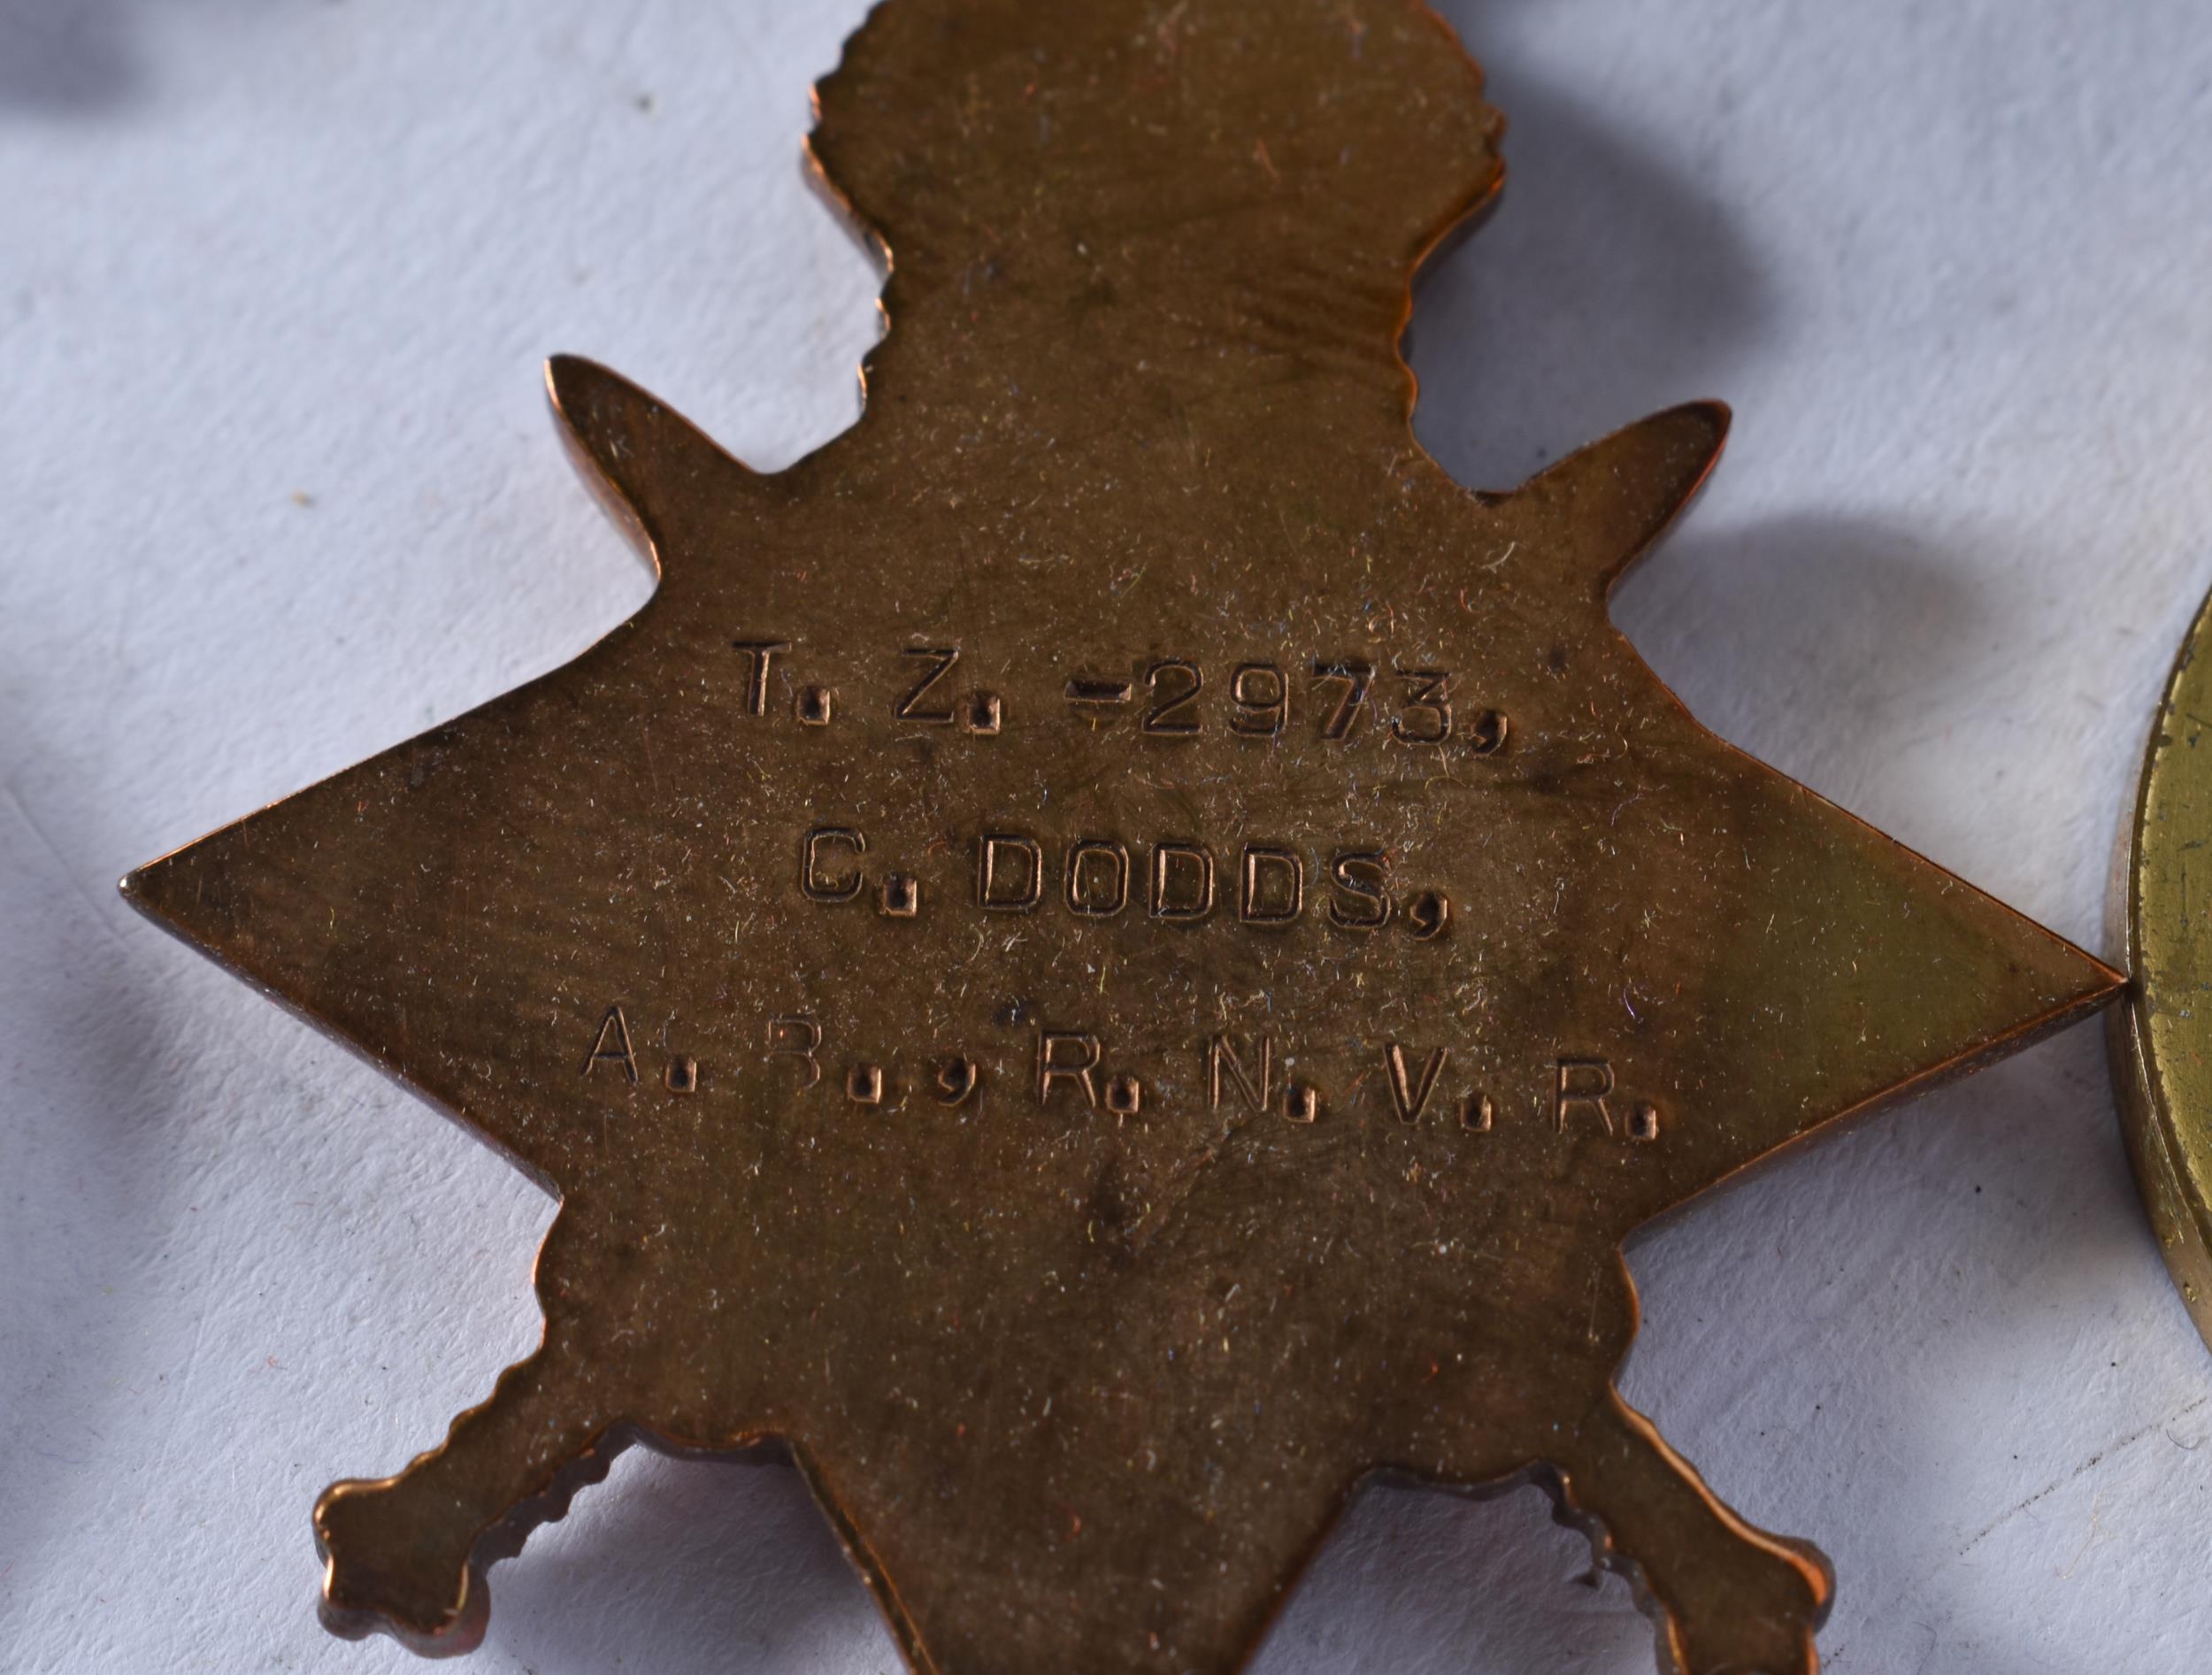 T. Z. -2973,
C. DODDS,
A. B., R. N. V. R.